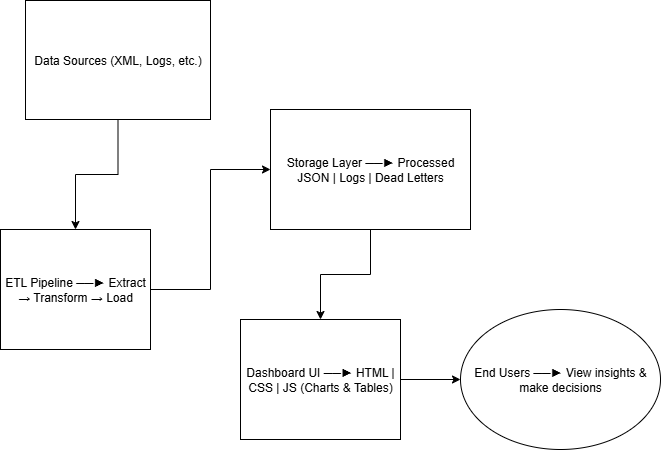 Data Sources (XML, Logs, etc.)
Storage Layer ──► Processed
JSON | Logs | Dead Letters
ETL Pipeline ──► Extract
→ Transform → Load
Dashboard UI ──► HTML |
CSS | JS (Charts & Tables)
End Users ──► View insights &
make decisions